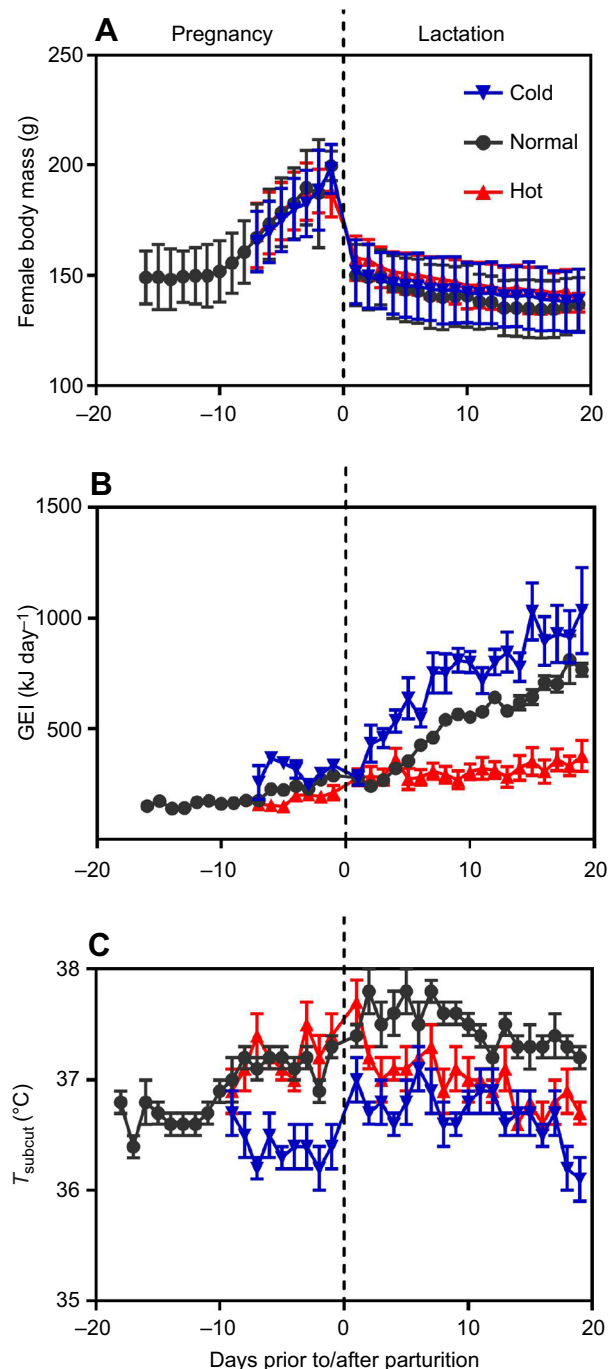 A
Pregnancy
Lactation
250
200
150
100
Female body mass (g)
Cold
Normal
Hot
–20
–10
0
10
20
B
1500
1000
500
GEI (kJ day–1)
–20
–10
0
10
20
C
38
37
36
35
Tsubcut (°C)
–20
–10
0
10
20
Days prior to/after parturition